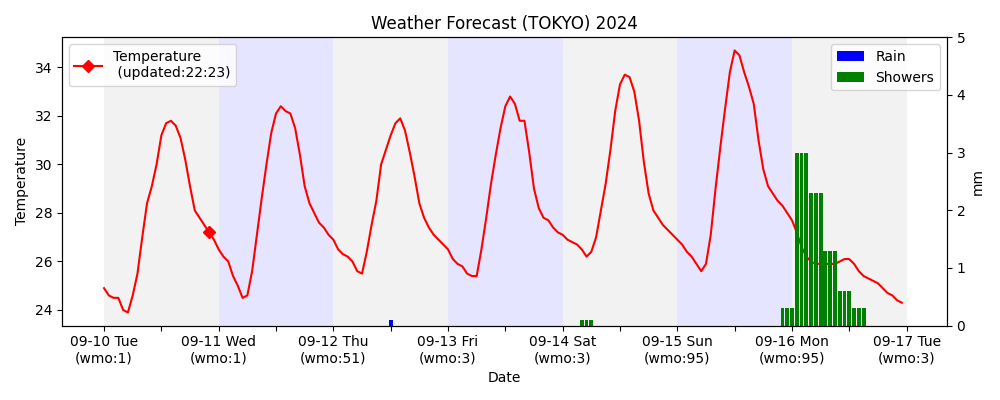 Weather Forecast (TOKYO) 2024
Temperature
(updated:22:23)
Rain
Showers
Temperature
34
32
30
28
26
24
5
4
3
2
1
0
mm
09-10 Tue
(wmo:1)
09-11 Wed
(wmo:1)
09-12 Thu
(wmo:51)
09-13 Fri
(wmo:3)
09-14 Sat
(wmo:3)
09-15 Sun
(wmo:95)
09-16 Mon
(wmo:95)
09-17 Tue
(wmo:3)
Date